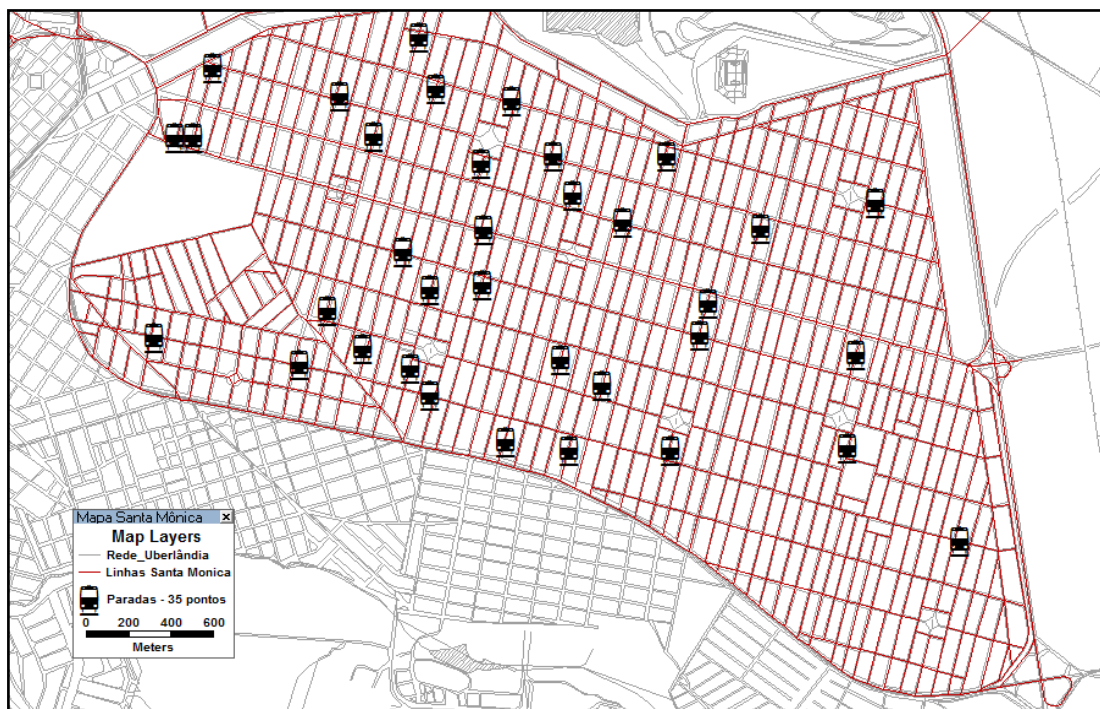 Mapa Santa Mônica
Map Layers
Rede_Uberlândia
Linhas Santa Monica
Paradas - 35 pontos
0 200 400 600
Meters